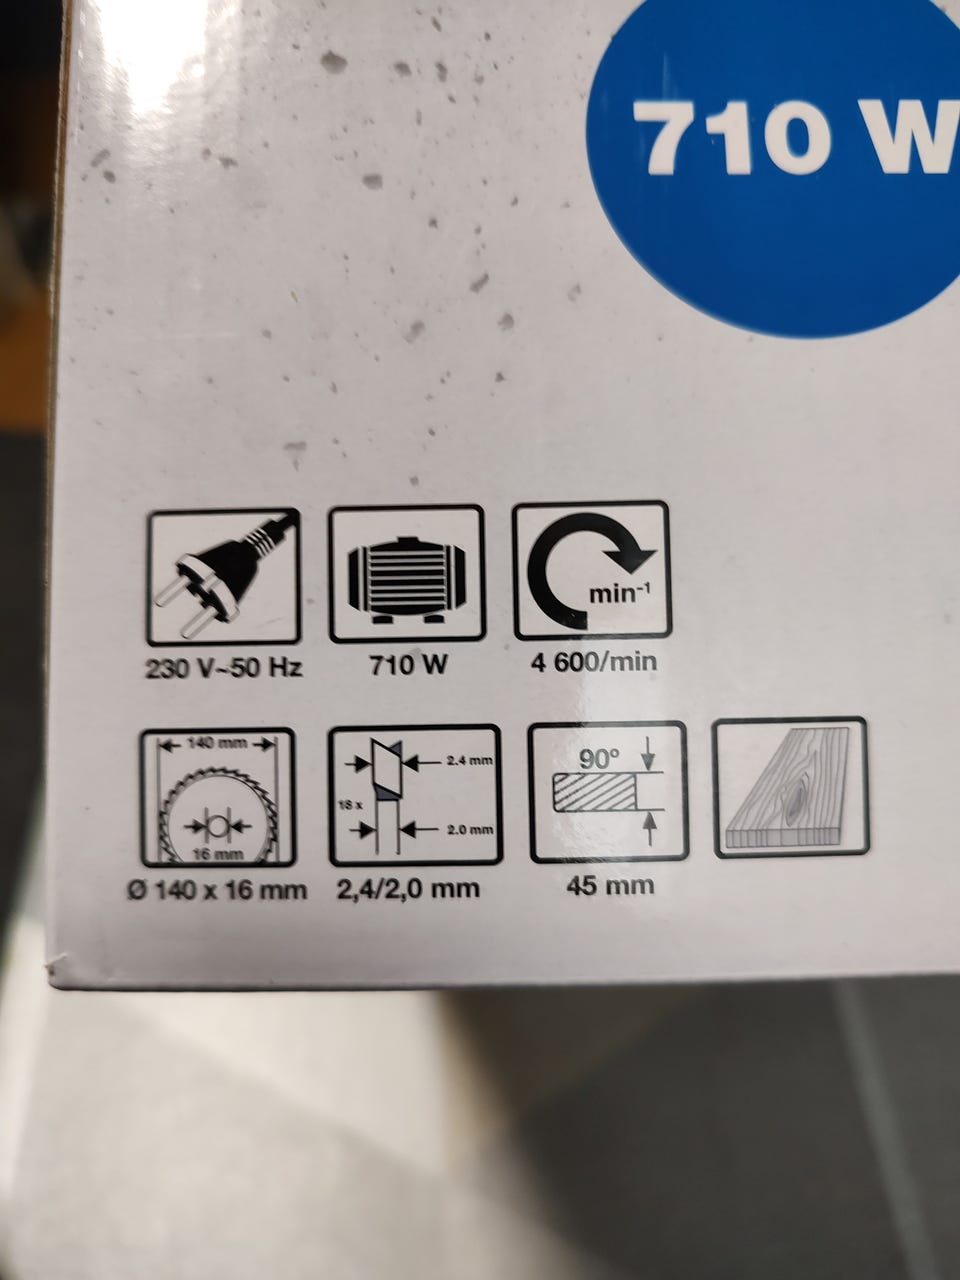 710 W
min-¹
230 V~50 Hz
710 W
4 600/min
140 mm
16 mm
Ø 140 x 16 mm
2.4 mm
18 x
2.0 mm
2,4/2,0 mm
90°
45 mm